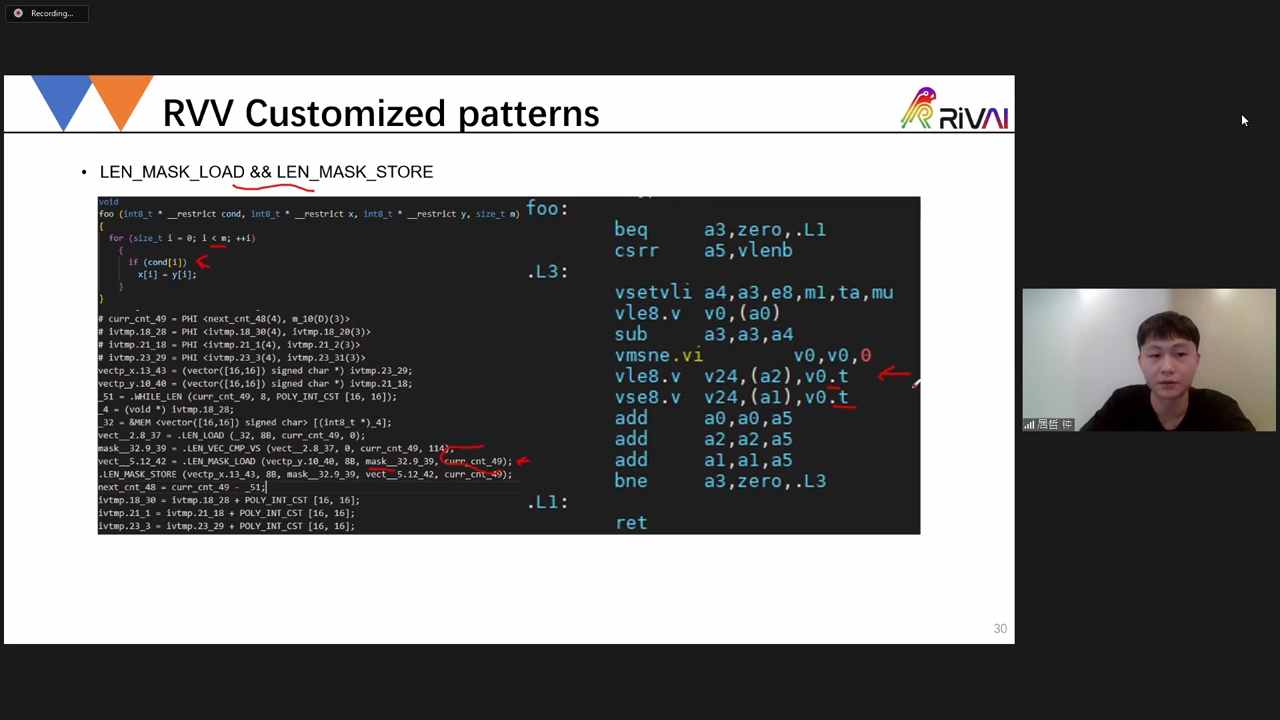 Recording...
RVV Customized patterns
RiVAI
• LEN_MASK_LOAD && LEN_MASK_STORE
void
foo (int8_t * __restrict cond, int8_t * __restrict x, int8_t * __restrict y, size_t m)
{
for (size_t i = 0; i < m; ++i)
{
if (cond[i])
x[i] = y[i];
}
}
# curr_cnt_49 = PHI <next_cnt_48(4), m_10(D)(3)>
# ivtmp.18_28 = PHI <ivtmp.18_30(4), ivtmp.18_20(3)>
# ivtmp.21_18 = PHI <ivtmp.21_1(4), ivtmp.21_2(3)>
# ivtmp.23_29 = PHI <ivtmp.23_3(4), ivtmp.23_31(3)>
vectp_x.13_43 = (vector([16,16]) signed char *) ivtmp.23_29;
vectp_y.10_40 = (vector([16,16]) signed char *) ivtmp.21_18;
_51 = .WHILE_LEN (curr_cnt_49, 8, POLY_INT_CST [16, 16]);
_4 = (void *) ivtmp.18_28;
_32 = &MEM <vector([16,16]) signed char> [(int8_t *)_4];
vect__2.8_37 = .LEN_LOAD (_32, 8B, curr_cnt_49, 0);
mask__32.9_39 = .LEN_VEC_CMP_VS (vect__2.8_37, 0, curr_cnt_49, 114);
vect__5.12_42 = .LEN_MASK_LOAD (vectp_y.10_40, 8B, mask__32.9_39, curr_cnt_49);
.LEN_MASK_STORE (vectp_x.13_43, 8B, mask__32.9_39, vect__5.12_42, curr_cnt_49);
next_cnt_48 = curr_cnt_49 - _51;
ivtmp.18_30 = ivtmp.18_28 + POLY_INT_CST [16, 16];
ivtmp.21_1 = ivtmp.21_18 + POLY_INT_CST [16, 16];
ivtmp.23_3 = ivtmp.23_29 + POLY_INT_CST [16, 16];
foo:
beq a3,zero,.L1
csrr a5,vlenb
.L3:
vsetvli a4,a3,e8,m1,ta,mu
vle8.v v0,(a0)
sub a3,a3,a4
vmsne.vi v0,v0,0
vle8.v v24,(a2),v0.t
vse8.v v24,(a1),v0.t
add a0,a0,a5
add a2,a2,a5
add a1,a1,a5
bne a3,zero,.L3
.L1:
ret
30
居哲 钟